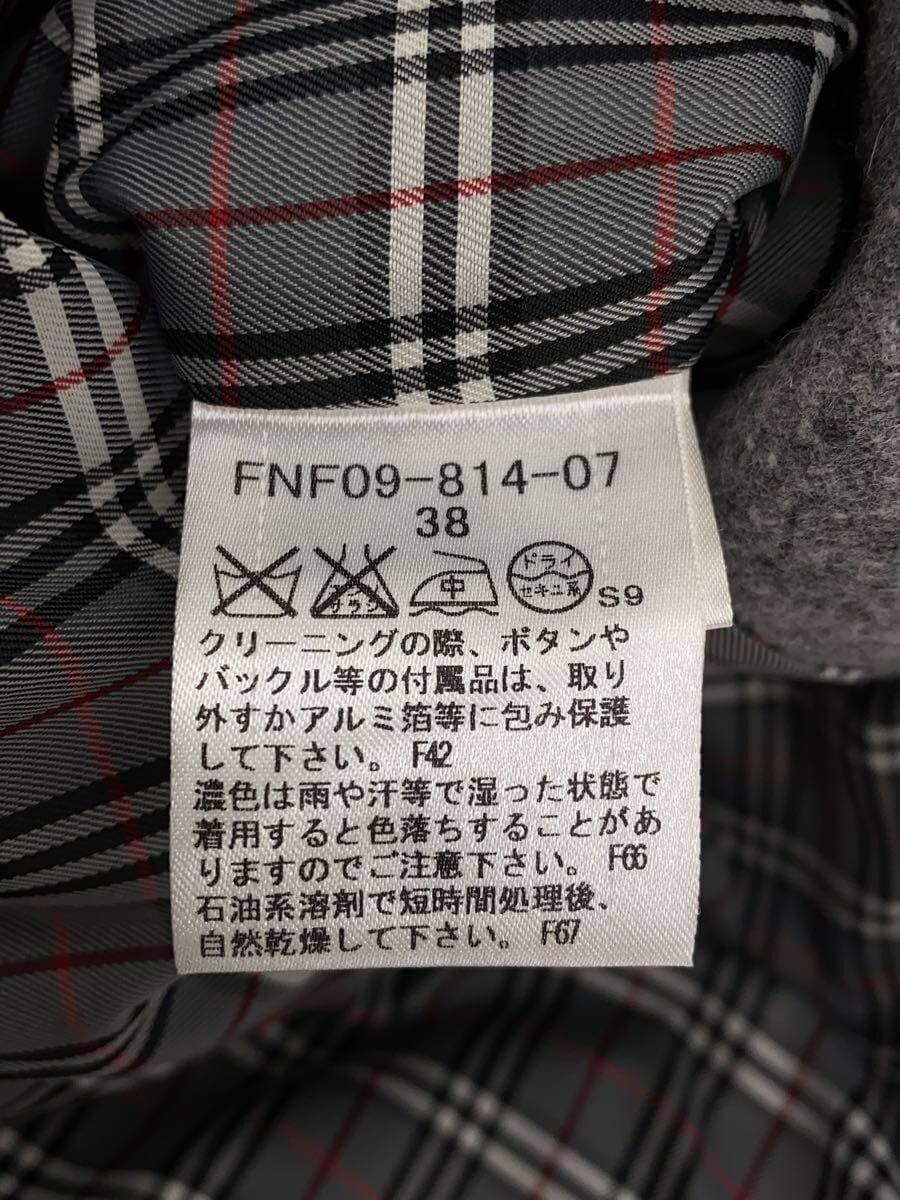 FNF09-814-07
38
エンソ
サラシ
中
ドライ
セキユ系
S9
クリーニングの際、ボタンや
バックル等の付属品は、取り
外すかアルミ箔等に包み保護
して下さい。F42
濃色は雨や汗等で湿った状態で
着用すると色落ちすることがあ
りますのでご注意下さい。F66
石油系溶剤で短時間処理後、
自然乾燥して下さい。F67